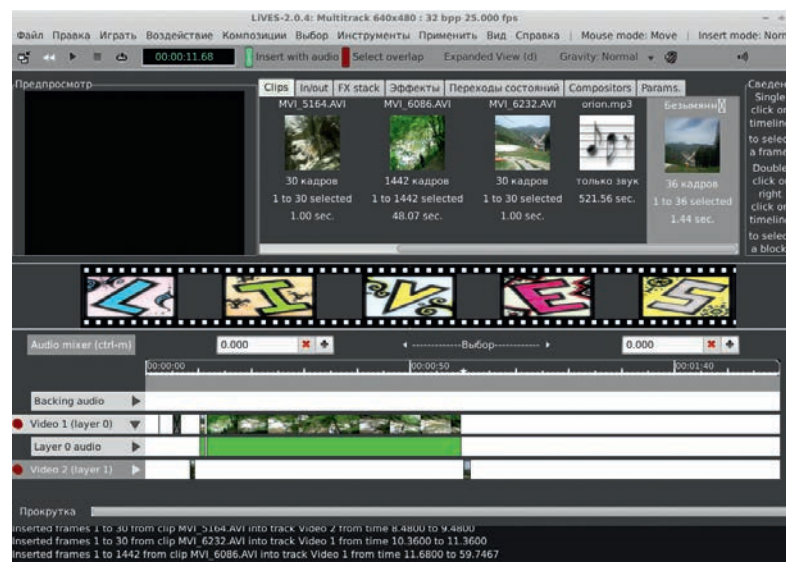 LiVES-2.0.4: Multitrack 640x480 : 32 bpp 25.000 fps
Файл Правка Играть Воздействие Композиции Выбор Инструменты Применить Вид Справка | Mouse mode: Move | Insert mode: Norm
00:00:11.68 Insert with audio Select overlap Expanded View (d) Gravity: Normal
Предпросмотр
Clips In/out FX stack Эффекты Переходы состояний Compositors Params.
MVI_5164.AVI MVI_6086.AVI MVI_6232.AVI orion.mp3 Безымянн
30 кадров 1442 кадров 30 кадров только звук 36 кадров
1 to 30 selected 1 to 1442 selected 1 to 30 selected 521.56 sec. 1 to 36 selected
1.00 sec. 48.07 sec. 1.00 sec. 1.44 sec.
Сведен
Single
click or
timeline
to selec
a frame
Double
click or
right
click or
timeline
to selec
a block
L I V E S
Audio mixer (ctrl-m) 0.000 Выбор 0.000
00:00:00 00:00:50 00:01:40
Backing audio
Video 1 (layer 0)
Layer 0 audio
Video 2 (layer 1)
Прокрутка
Inserted frames 1 to 30 from clip MVI_5164.AVI into track Video 2 from time 8.4800 to 9.4800
Inserted frames 1 to 30 from clip MVI_6232.AVI into track Video 1 from time 10.3600 to 11.3600
Inserted frames 1 to 1442 from clip MVI_6086.AVI into track Video 1 from time 11.6800 to 59.7467